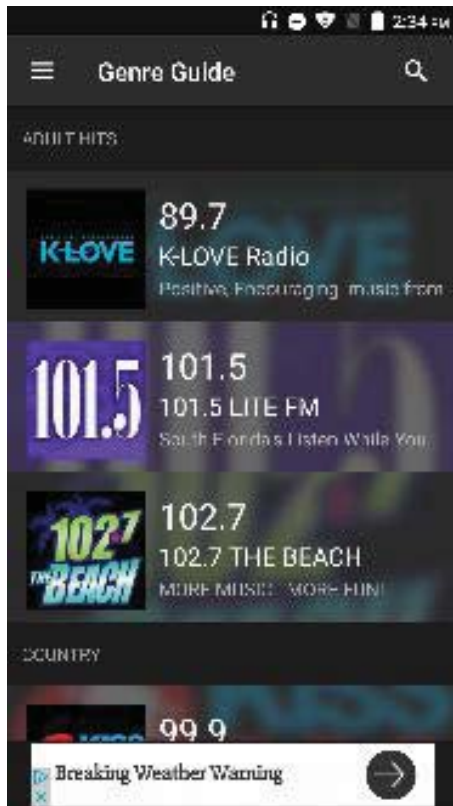 2:34 PM
Genre Guide
ADULT HITS
K-LOVE
89.7
K-LOVE Radio
Positive, Encouraging music from
101.5
101.5
101.5 LITE FM
South Florida's Listen While You
102.7
THE BEACH
102.7
102.7 THE BEACH
MORE MUSIC MORE FUN!
COUNTRY
KISS
99.9
Breaking Weather Warning